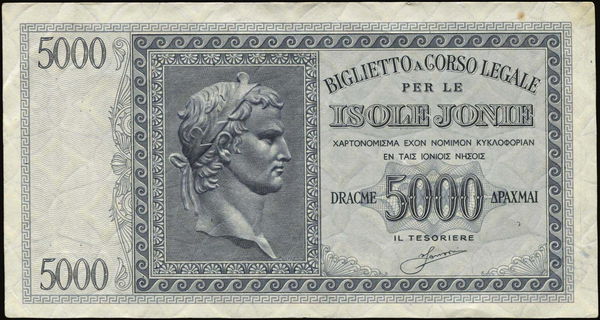 5000
BIGLIETTO A CORSO LEGALE
PER LE
ISOLE JONIE
ΧΑΡΤΟΝΟΜΙΣΜΑ ΕΧΟΝ ΝΟΜΙΜΟΝ ΚΥΚΛΟΦΟΡΙΑΝ
ΕΝ ΤΑΙΣ ΙΟΝΙΟΙΣ ΝΗΣΟΙΣ
DRACME 5000 ΔΡΑΧΜΑΙ
IL TESORIERE
5000